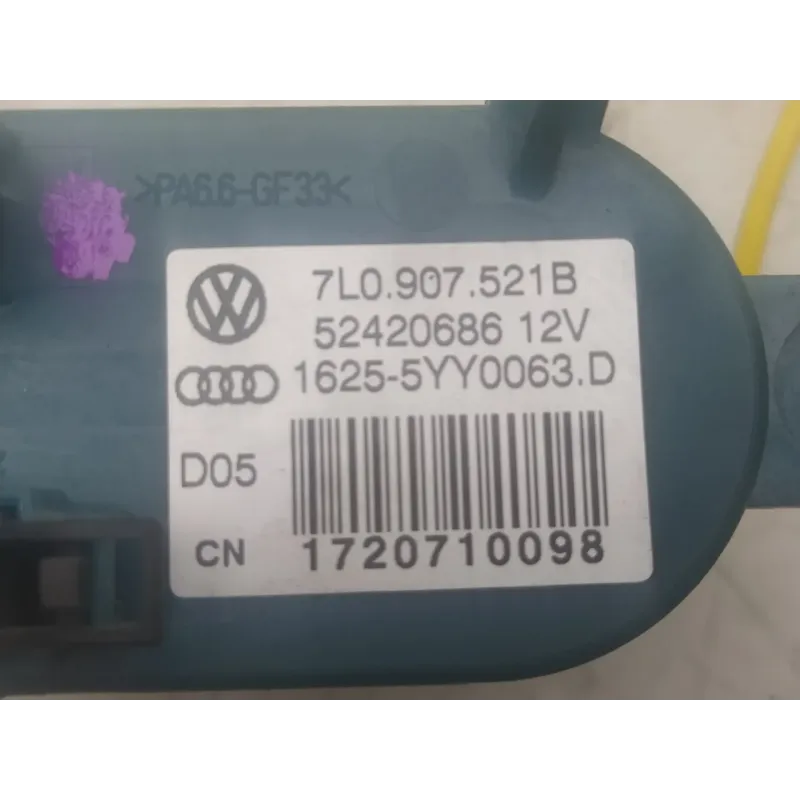 >PA6.6-GF33<
7L0.907.521B
52420686 12V
1625-5YY0063.D
D05
CN 1720710098